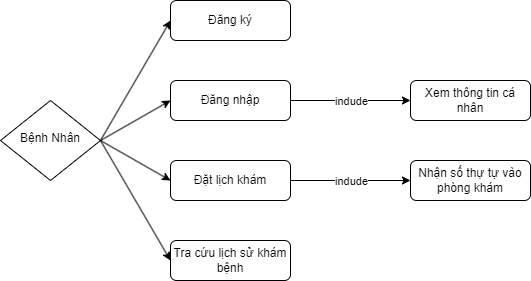 Đăng ký
Bệnh Nhân
Đăng nhập
indude
Xem thông tin cá
nhân
Đặt lịch khám
indude
Nhận số thự tự vào
phòng khám
Tra cứu lịch sử khám
bệnh